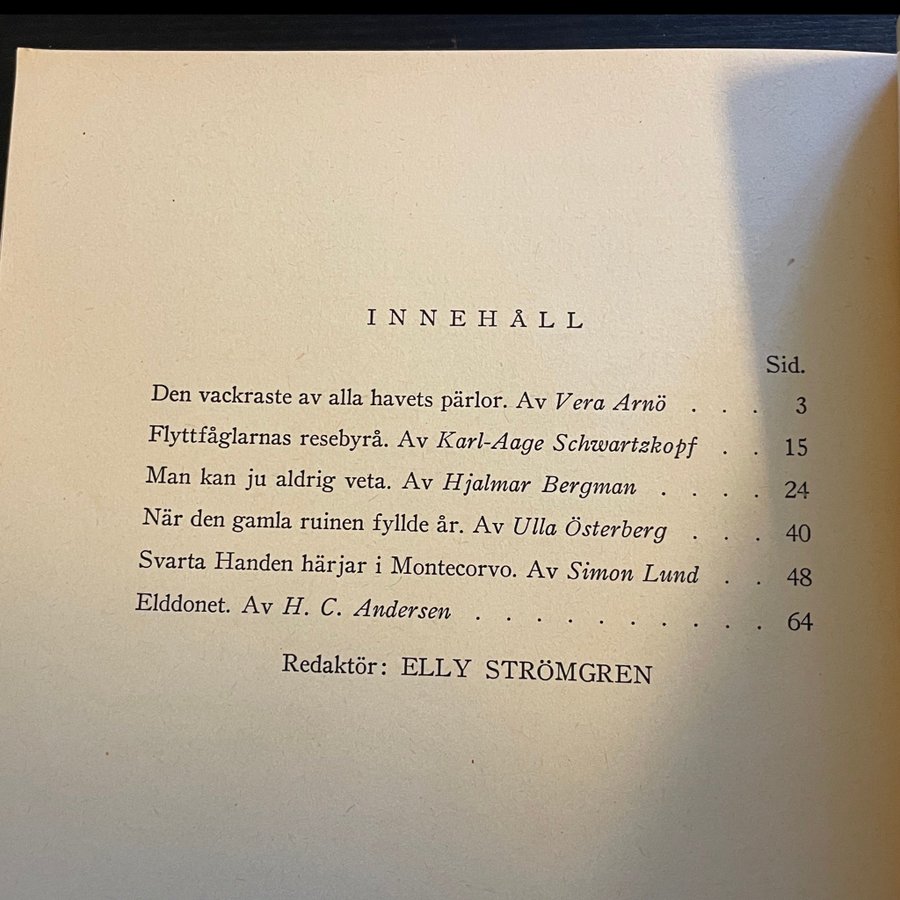 INNEHÅLL
Sid.
Den vackraste av alla havets pärlor. Av Vera Arnö . . . 3
Flyttfåglarnas resebyrå. Av Karl-Aage Schwartzkopf . . 15
Man kan ju aldrig veta. Av Hjalmar Bergman . . . . 24
När den gamla ruinen fyllde år. Av Ulla Österberg . . . 40
Svarta Handen härjar i Montecorvo. Av Simon Lund . . 48
Elddonet. Av H. C. Andersen . . . . . . . . . . 64
Redaktör: ELLY STRÖMGREN